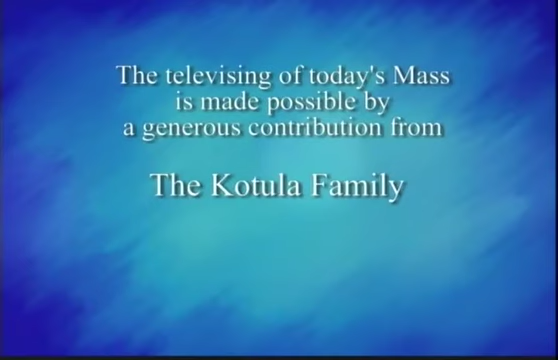 The televising of today's Mass
is made possible by
a generous contribution from
The Kotula Family